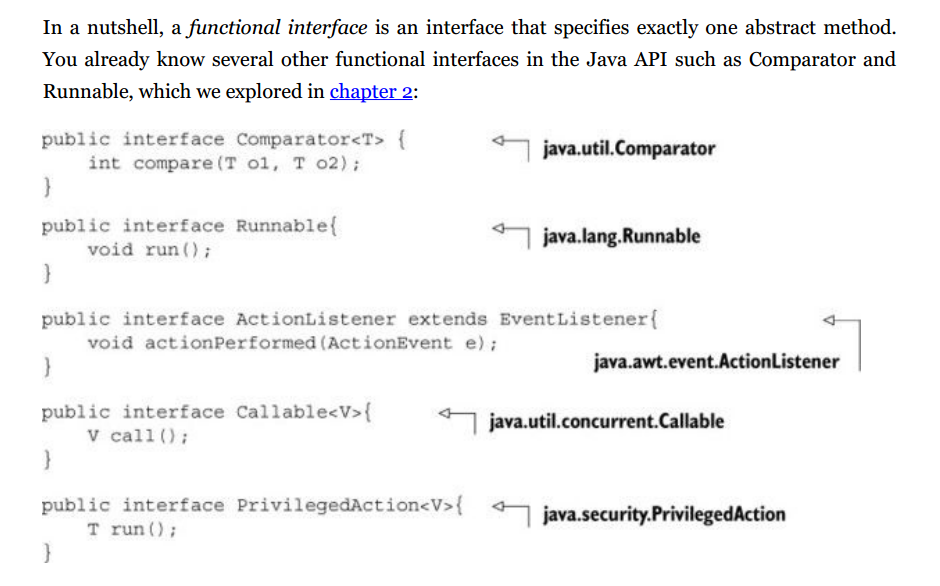 In a nutshell, a functional interface is an interface that specifies exactly one abstract method.
You already know several other functional interfaces in the Java API such as Comparator and
Runnable, which we explored in chapter 2:
public interface Comparator<T> {
java.util.Comparator
    int compare(T o1, T o2);
}
public interface Runnable{
java.lang.Runnable
    void run();
}
public interface ActionListener extends EventListener{
    void actionPerformed(ActionEvent e);
java.awt.event.ActionListener
}
public interface Callable<V>{
java.util.concurrent.Callable
    V call();
}
public interface PrivilegedAction<V>{
java.security.PrivilegedAction
    T run();
}